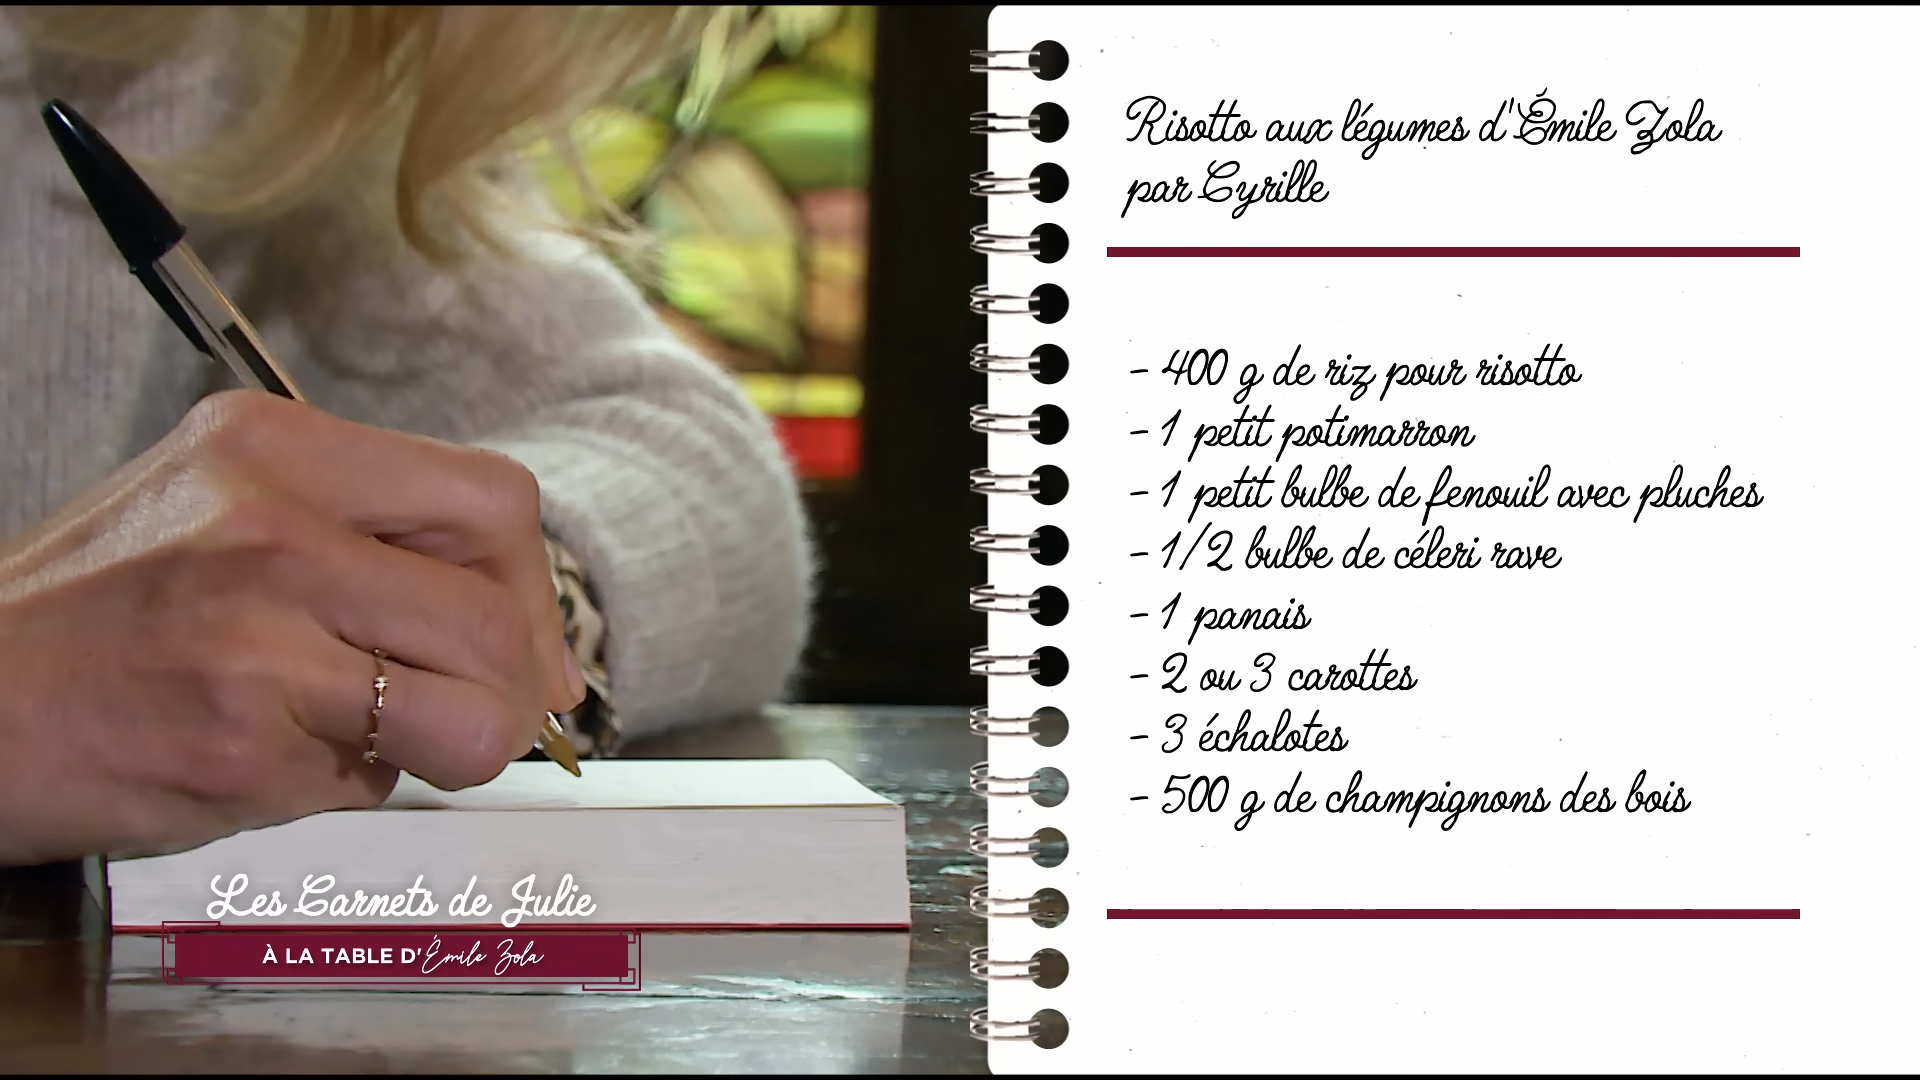 Risotto aux légumes d'Émile Zola
par Cyrille
- 400 g de riz pour risotto
- 1 petit potimarron
- 1 petit bulbe de fenouil avec pluches
- 1/2 bulbe de céleri rave
- 1 panais
- 2 ou 3 carottes
- 3 échalotes
- 500 g de champignons des bois
Les Carnets de Julie
À LA TABLE D'Émile Zola